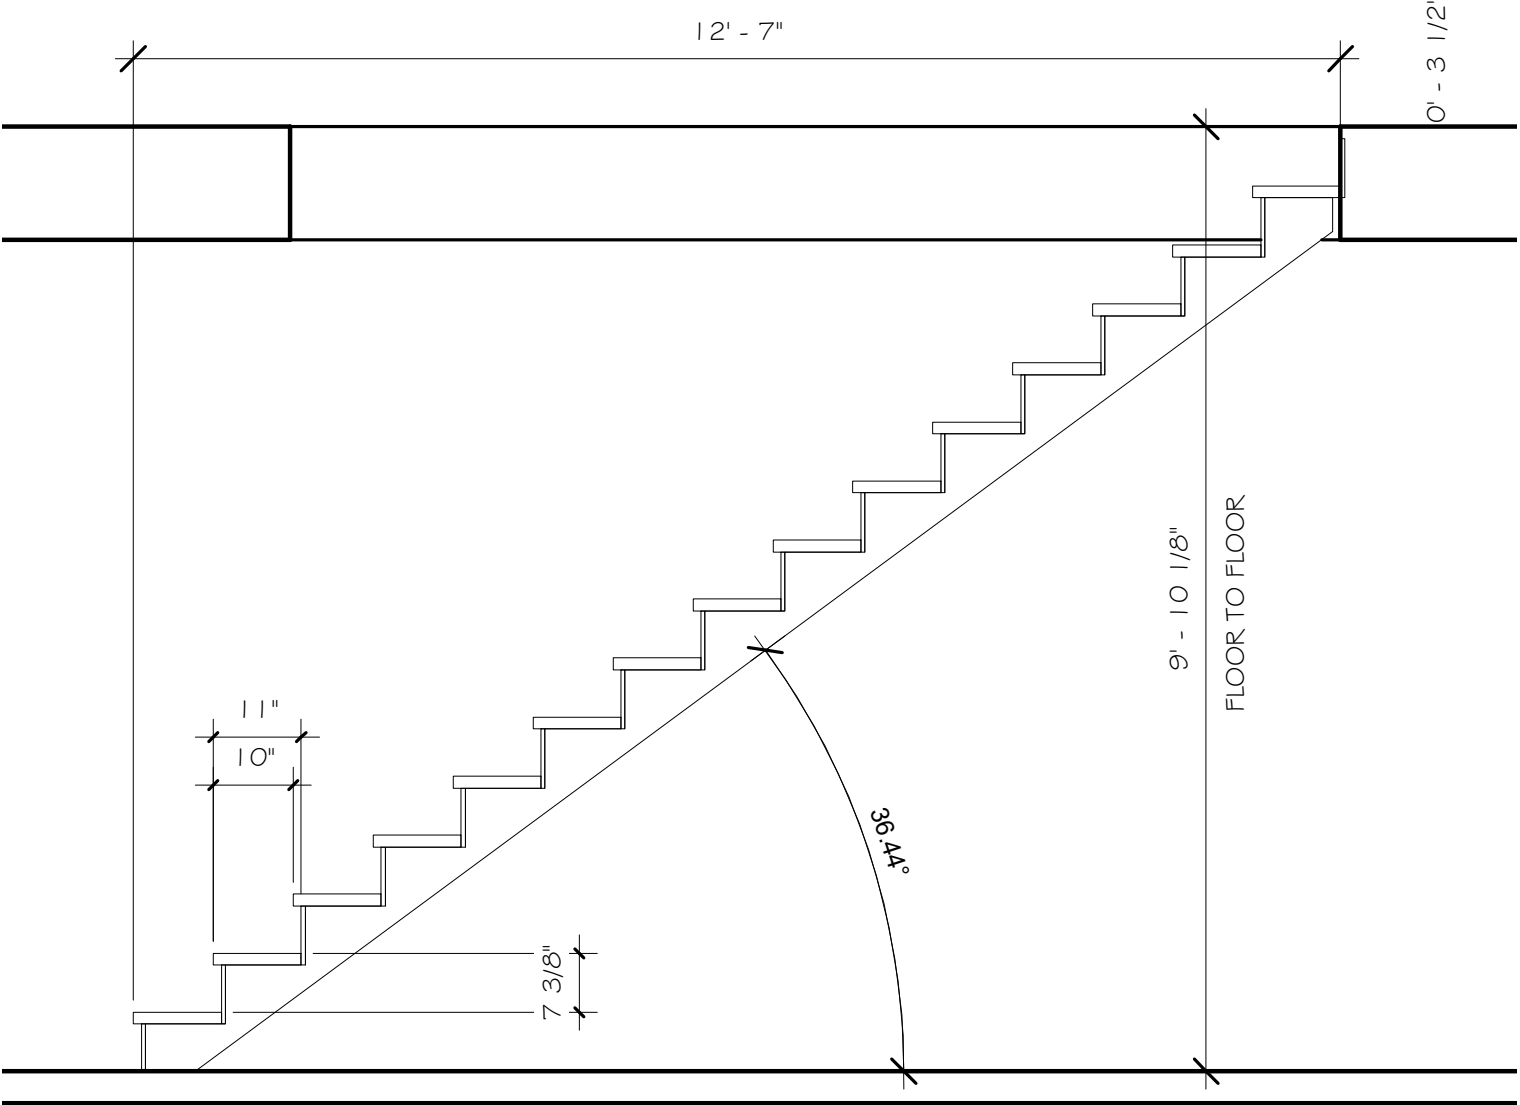 12' - 7"
0' - 3 1/2"
9' - 10 1/8"
FLOOR TO FLOOR
11"
10"
36.44°
7 3/8"